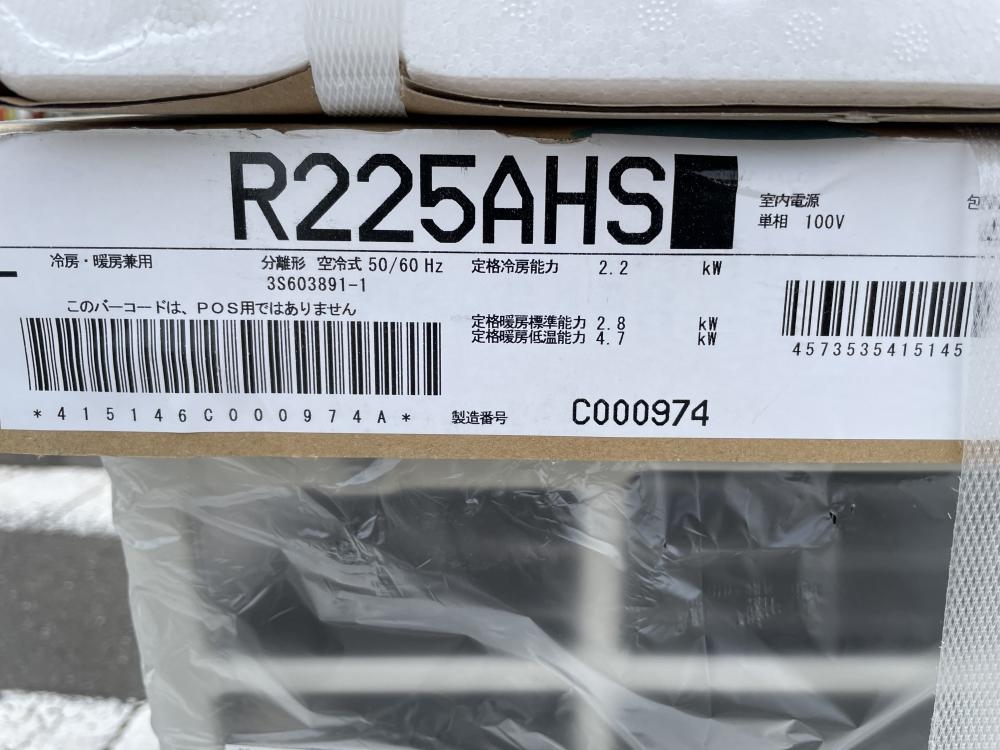 R225AHS■
室内電源
単相 100V
包
冷房・暖房兼用
分離形 空冷式 50/60 Hz
3S603891-1
定格冷房能力 2.2 kW
このバーコードは、POS用ではありません
定格暖房標準能力 2.8 kW
定格暖房低温能力 4.7 kW
4573535415145
*415146C000974A*
製造番号 C000974